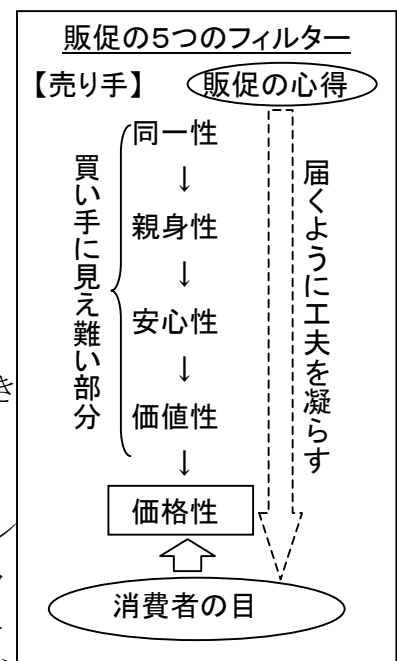 販促の5つのフィルター
【売り手】 販促の心得
同一性
↓
親身性
↓
安心性
↓
価値性
↓
価格性
買い手に見え難い部分
届くように工夫を凝らす
消費者の目
き